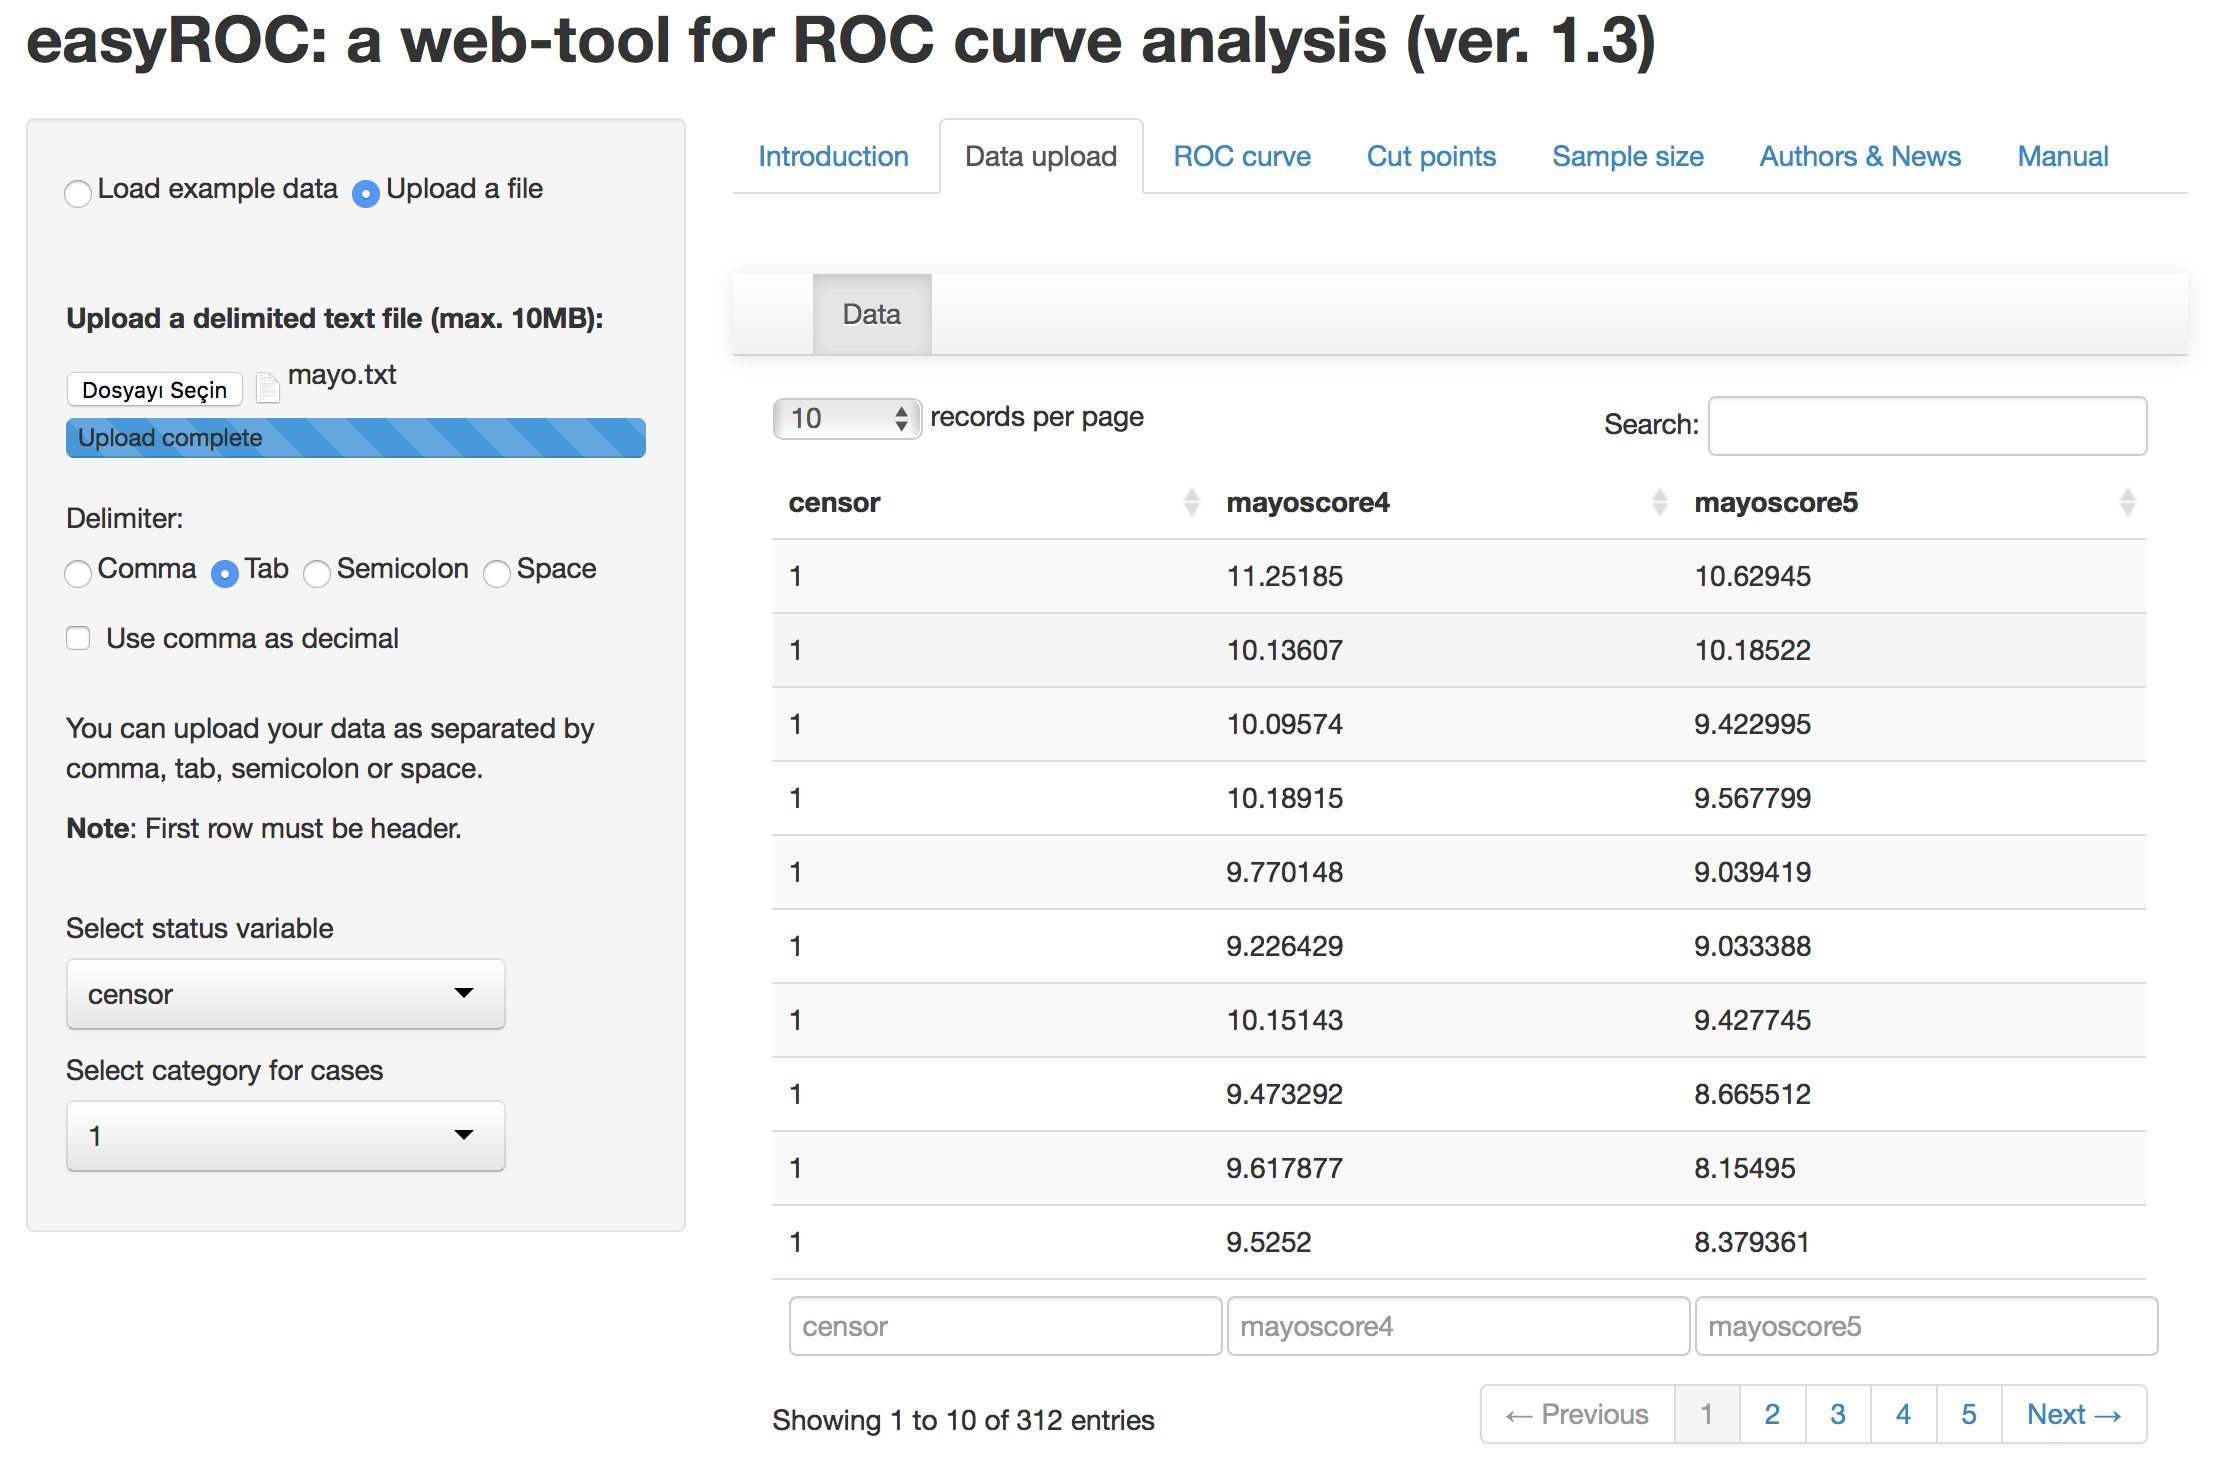 easyROC: a web-tool for ROC curve analysis (ver. 1.3)
Load example data Upload a file
Upload a delimited text file (max. 10MB):
Dosyayı Seçin mayo.txt
Upload complete
Delimiter:
Comma Tab Semicolon Space
Use comma as decimal
You can upload your data as separated by
comma, tab, semicolon or space.
Note: First row must be header.
Select status variable
censor
Select category for cases
1
Introduction Data upload ROC curve Cut points Sample size Authors & News Manual
Data
10 records per page Search:
censor mayoscore4 mayoscore5
1 11.25185 10.62945
1 10.13607 10.18522
1 10.09574 9.422995
1 10.18915 9.567799
1 9.770148 9.039419
1 9.226429 9.033388
1 10.15143 9.427745
1 9.473292 8.665512
1 9.617877 8.15495
1 9.5252 8.379361
censor mayoscore4 mayoscore5
Showing 1 to 10 of 312 entries ← Previous 1 2 3 4 5 Next →